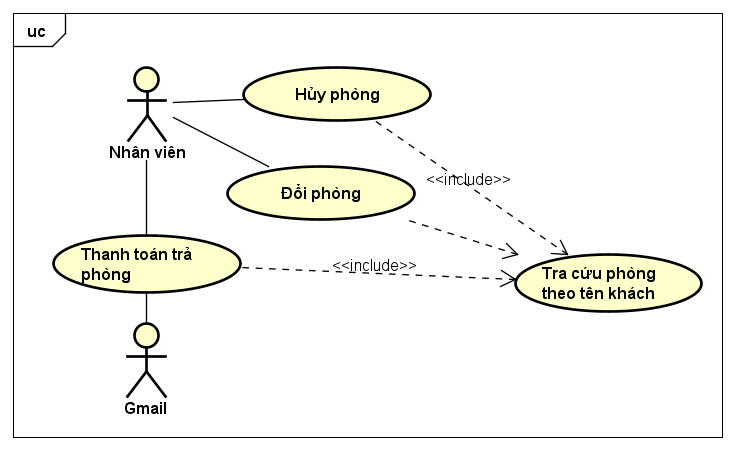 uc
Hủy phòng
Nhân viên
<<include>>
Đổi phòng
Thanh toán trả
phòng
<<include>>
Tra cứu phòng
theo tên khách
Gmail